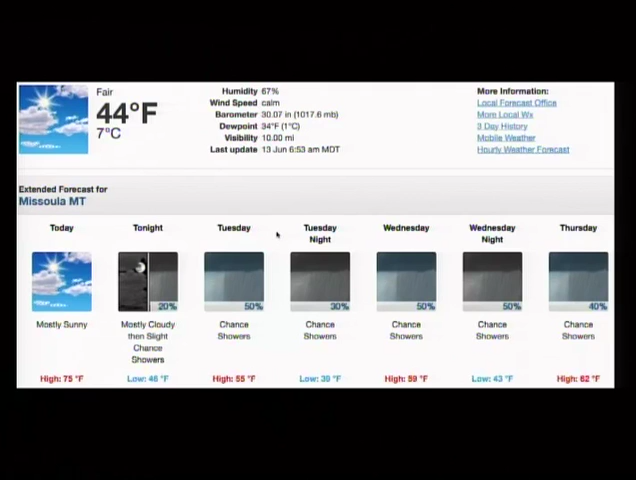 Fair
44°F
7°C
Humidity 67%
Wind Speed calm
Barometer 30.07 in (1017.6 mb)
Dewpoint 34°F (1°C)
Visibility 10.00 mi
Last update 13 Jun 6:53 am MDT
More Information:
Local Forecast Office
More Local Wx
3 Day History
Mobile Weather
Hourly Weather Forecast
Extended Forecast for
Missoula MT
Today
Mostly Sunny
High: 75 °F
Tonight
20%
Mostly Cloudy
then Slight
Chance
Showers
Low: 46 °F
Tuesday
50%
Chance
Showers
High: 55 °F
Tuesday
Night
30%
Chance
Showers
Low: 39 °F
Wednesday
50%
Chance
Showers
High: 59 °F
Wednesday
Night
50%
Chance
Showers
Low: 43 °F
Thursday
40%
Chance
Showers
High: 62 °F